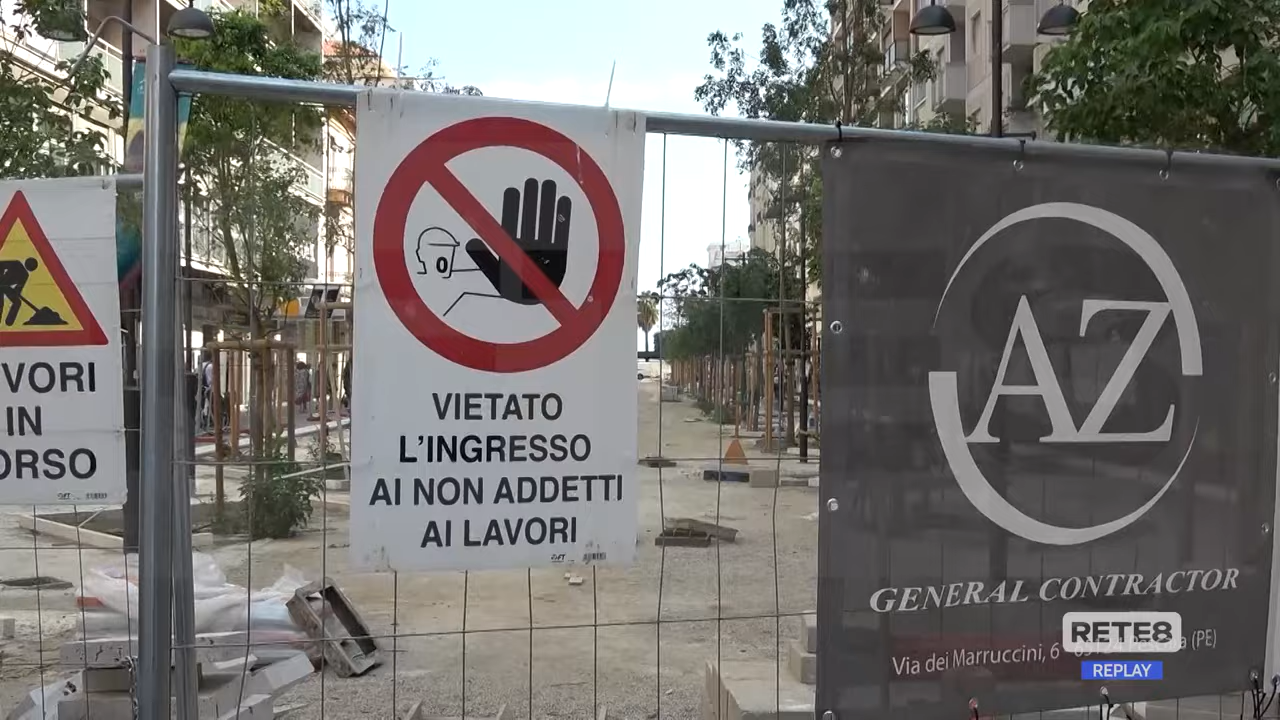 VORI
IN
ORSO
VIETATO
L'INGRESSO
AI NON ADDETTI
AI LAVORI
AZ
GENERAL CONTRACTOR
Via dei Marruccini, 6 (PE)
RETE8
REPLAY